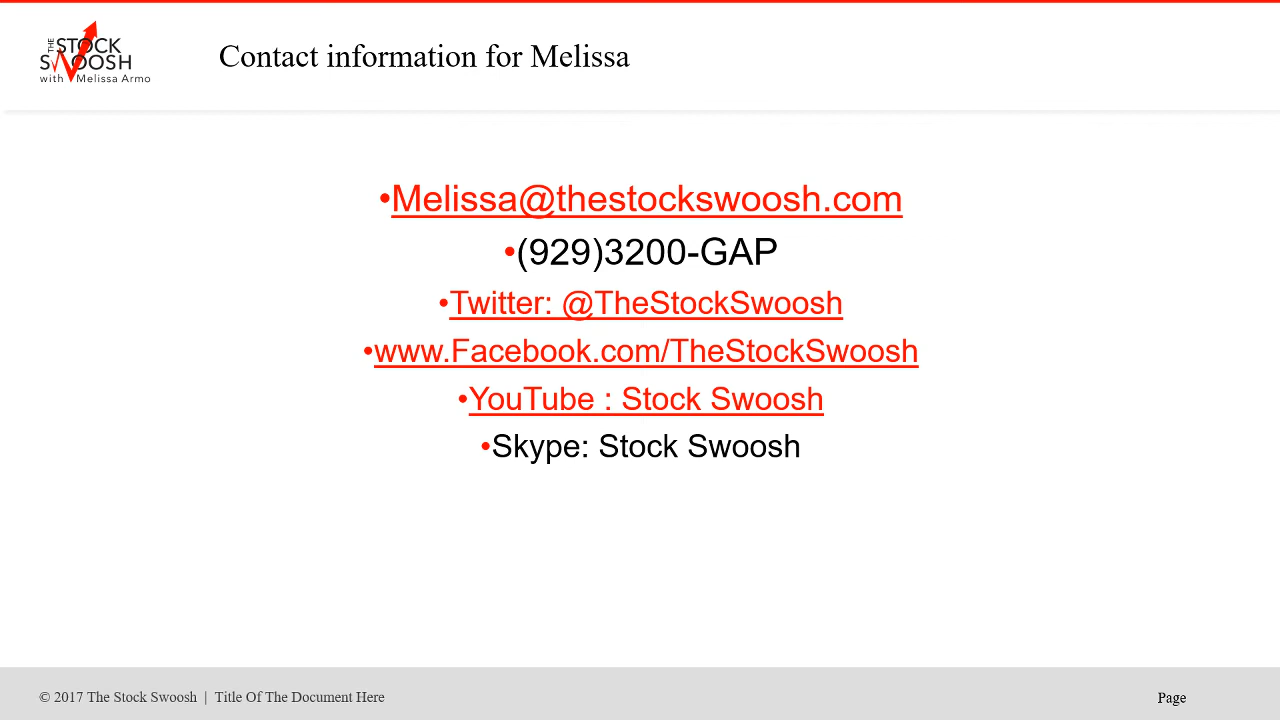 THE STOCK
SWOOSH
with Melissa Armo
Contact information for Melissa
•Melissa@thestockswoosh.com
•(929)3200-GAP
•Twitter: @TheStockSwoosh
•www.Facebook.com/TheStockSwoosh
•YouTube : Stock Swoosh
•Skype: Stock Swoosh
© 2017 The Stock Swoosh | Title Of The Document Here
Page